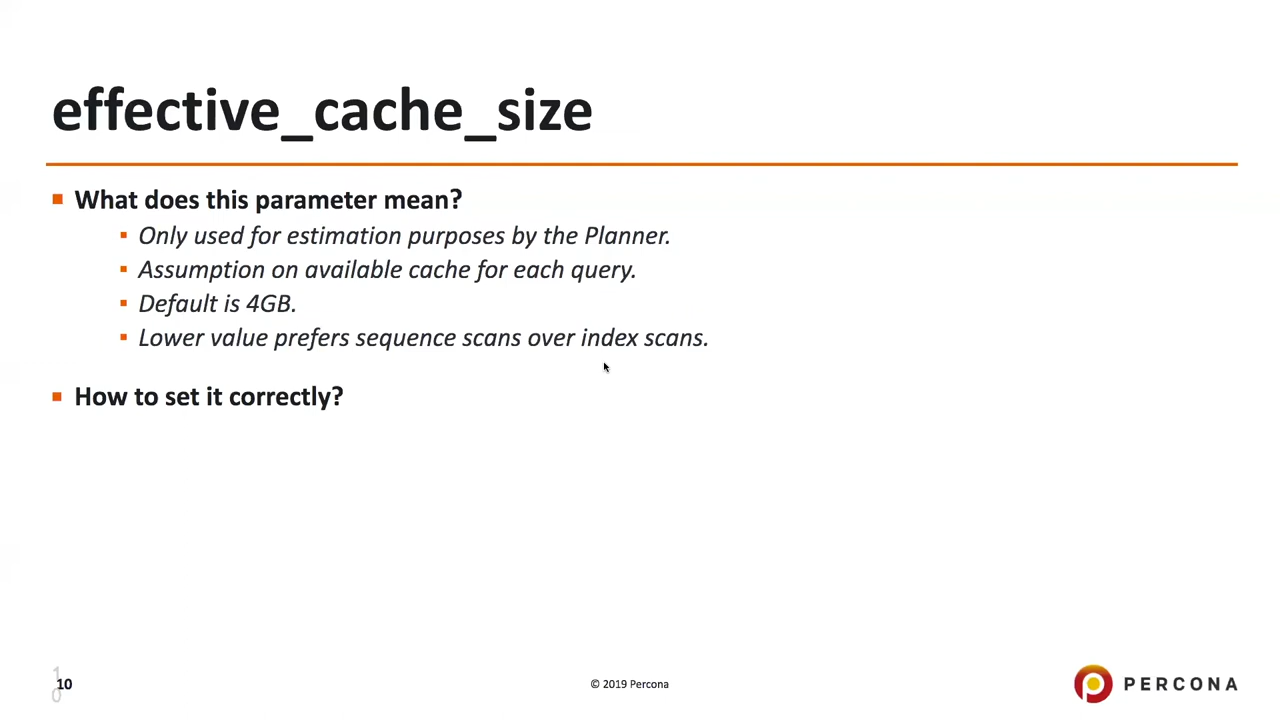 effective_cache_size
What does this parameter mean?
Only used for estimation purposes by the Planner.
Assumption on available cache for each query.
Default is 4GB.
Lower value prefers sequence scans over index scans.
How to set it correctly?
10
10
© 2019 Percona
PERCONA